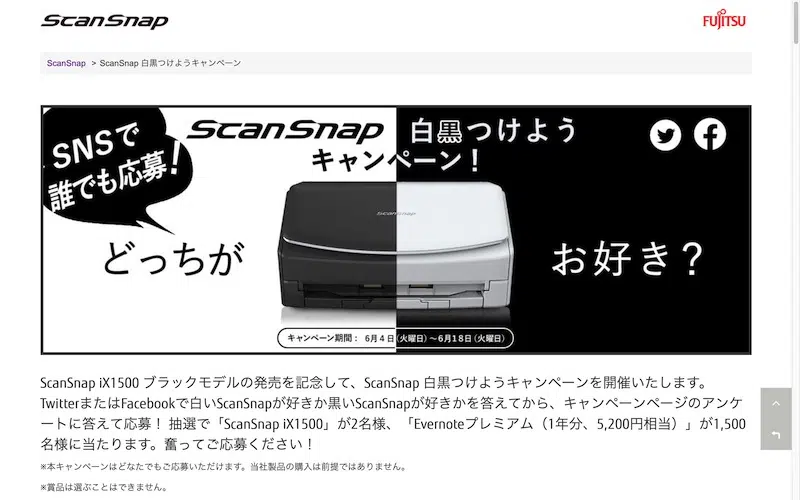 ScanSnap
FUJITSU
ScanSnap > ScanSnap 白黒つけようキャンペーン
SNSで
誰でも応募!
ScanSnap 白黒つけよう
キャンペーン!
ScanSnap
どっちが
お好き?
キャンペーン期間: 6月4日(火曜日)~6月18日(火曜日)
ScanSnap iX1500 ブラックモデルの発売を記念して、ScanSnap 白黒つけようキャンペーンを開催いたします。
TwitterまたはFacebookで白いScanSnapが好きか黒いScanSnapが好きかを答えてから、キャンペーンページのアンケ
ートに答えて応募! 抽選で「ScanSnap iX1500」が2名様、「Evernoteプレミアム(1年分、5,200円相当)」が1,500
名様に当たります。奮ってご応募ください!
※本キャンペーンはどなたでもご応募いただけます。当社製品の購入は前提ではありません。
※賞品は選ぶことはできません。